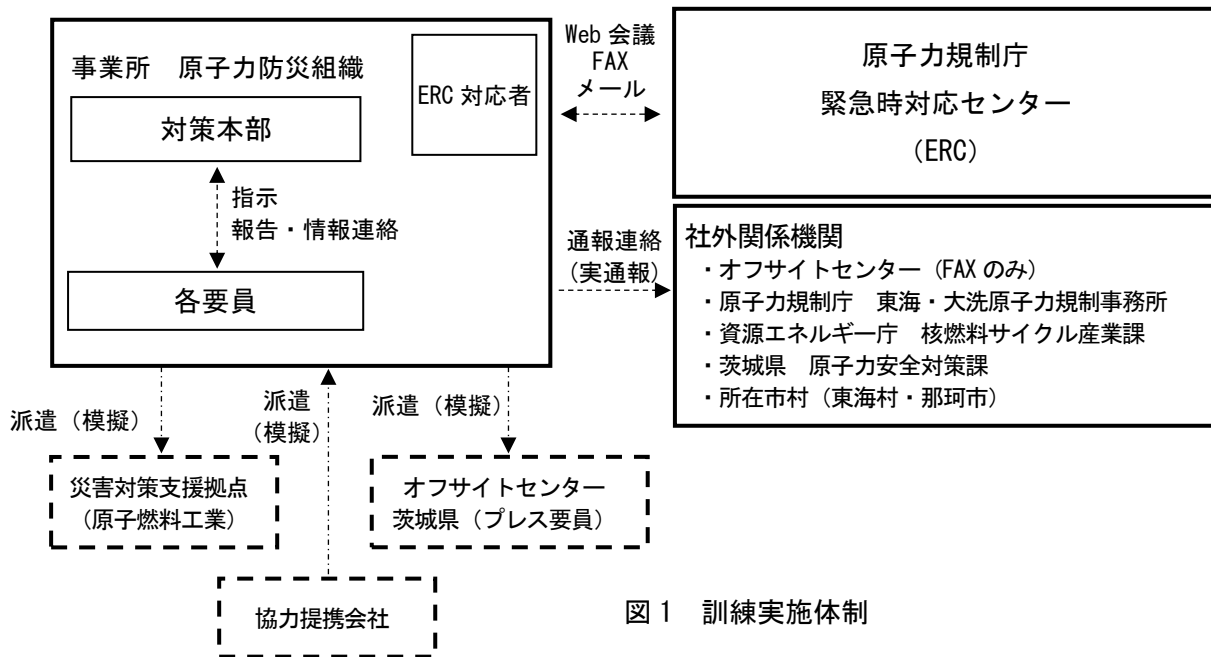 事業所　原子力防災組織
対策本部
指示
報告・情報連絡
各要員
ERC 対応者
Web 会議
FAX
メール
原子力規制庁
緊急時対応センター
(ERC)
通報連絡
(実通報)
社外関係機関
・オフサイトセンター（FAX のみ）
・原子力規制庁　東海・大洗原子力規制事務所
・資源エネルギー庁　核燃料サイクル産業課
・茨城県　原子力安全対策課
・所在市村（東海村・那珂市）
派遣（模擬）
派遣
(模擬)
派遣（模擬）
災害対策支援拠点
(原子燃料工業)
オフサイトセンター
茨城県（プレス要員）
協力提携会社
図 1　訓練実施体制